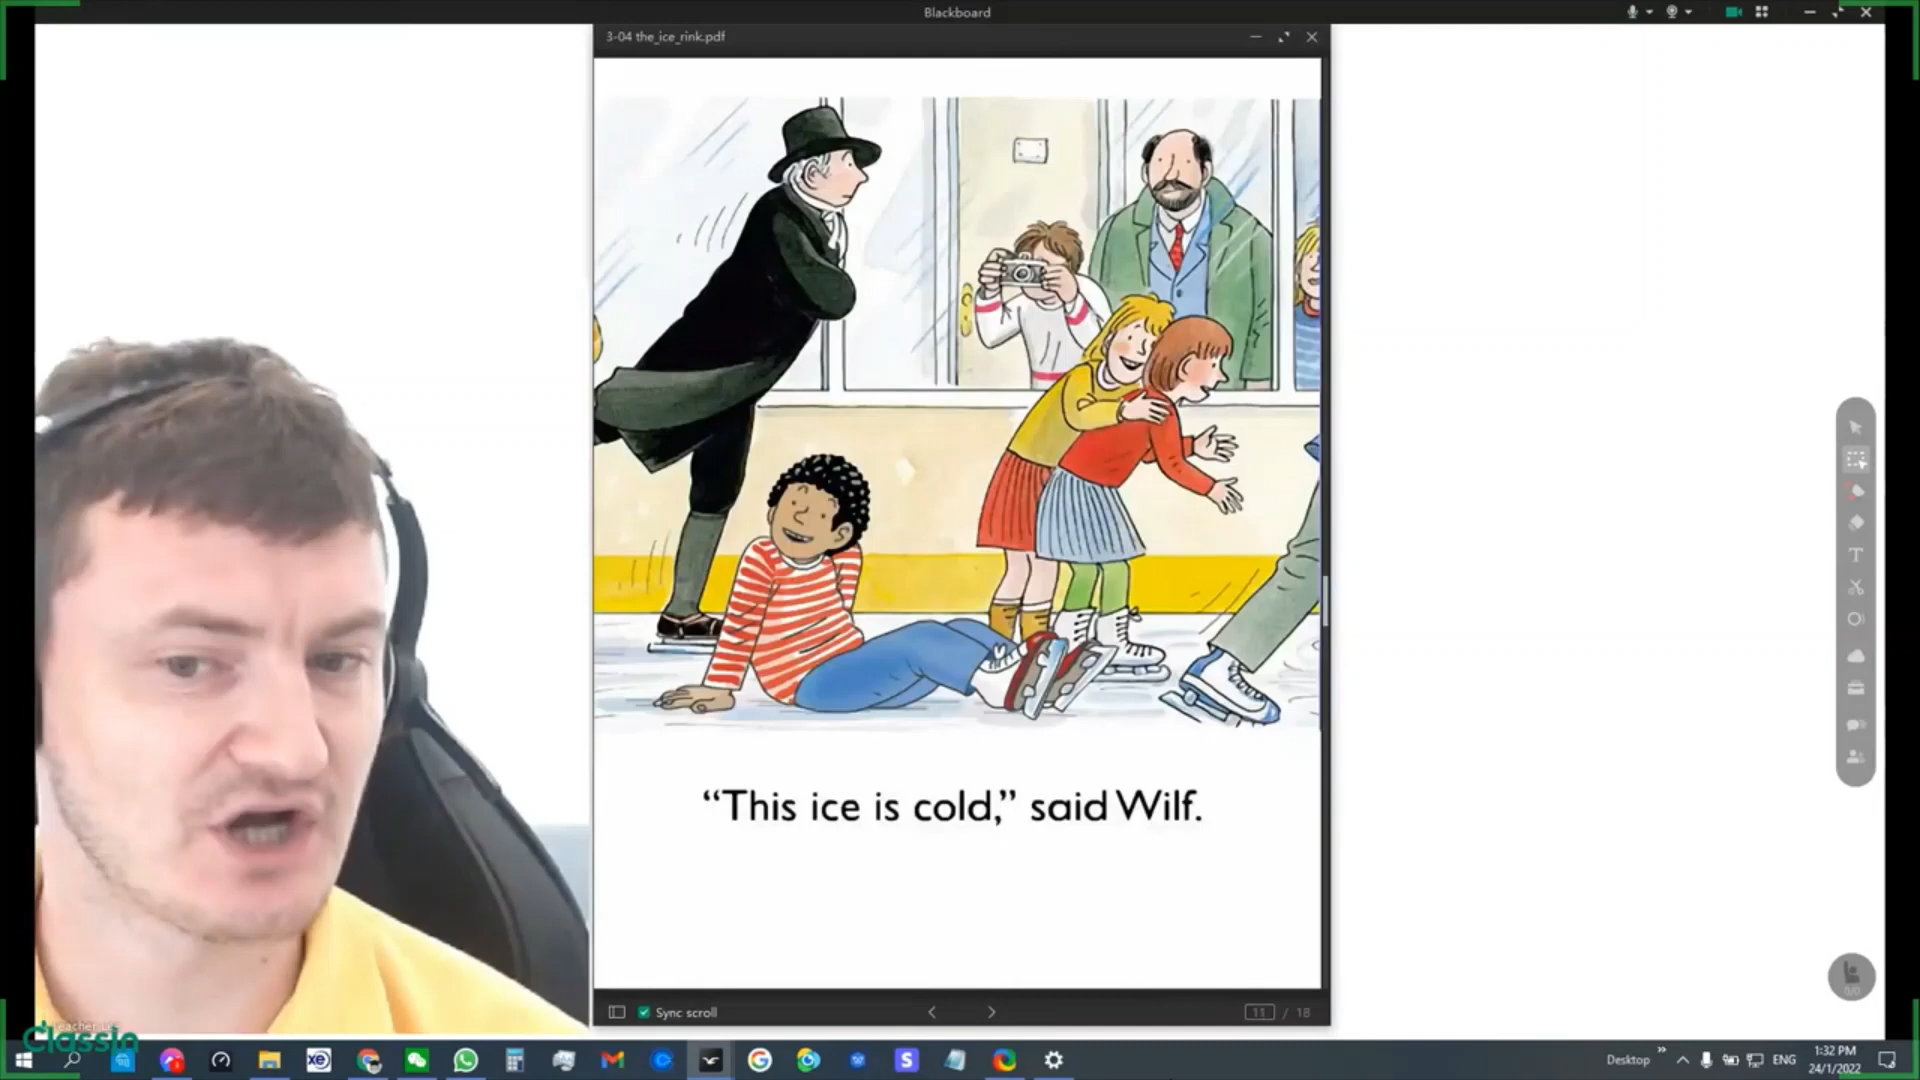 Blackboard
3-04 the_ice_rink.pdf
“This ice is cold,” said Wilf.
Sync scroll
11 / 18
ClassIn
Desktop
ENG
1:32 PM
24/1/2022